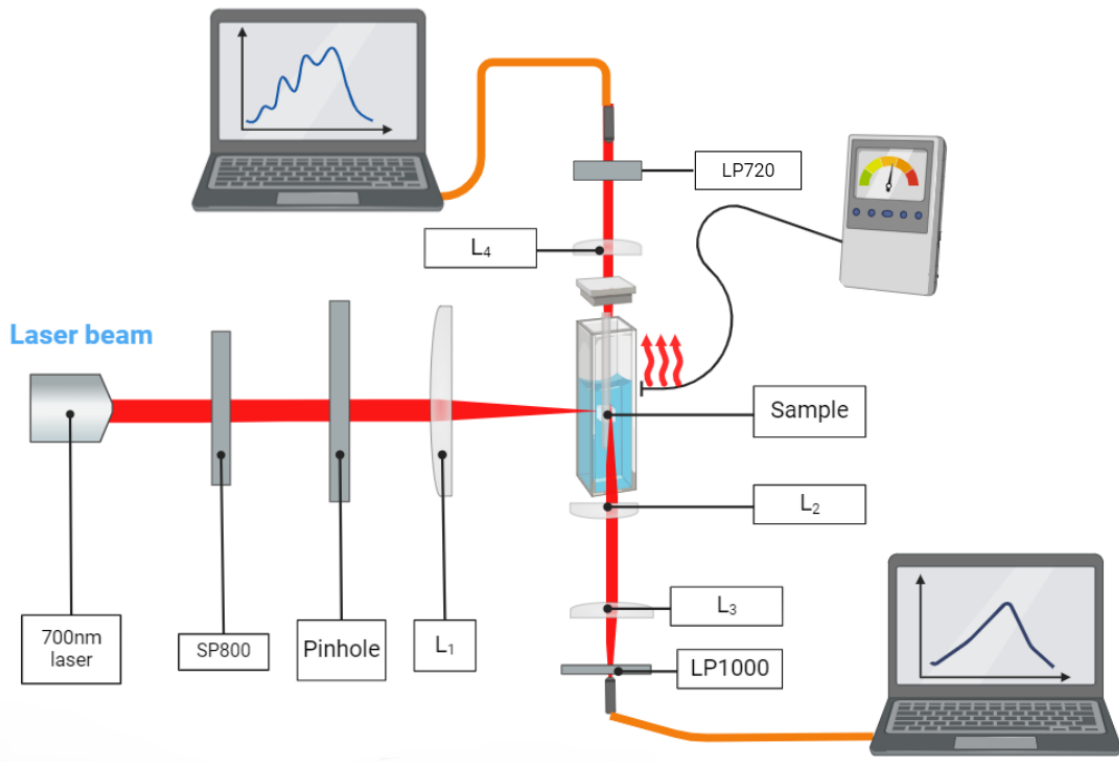 LP720
L₄
Laser beam
Sample
L₂
L₃
700nm
laser
SP800
Pinhole
L₁
LP1000